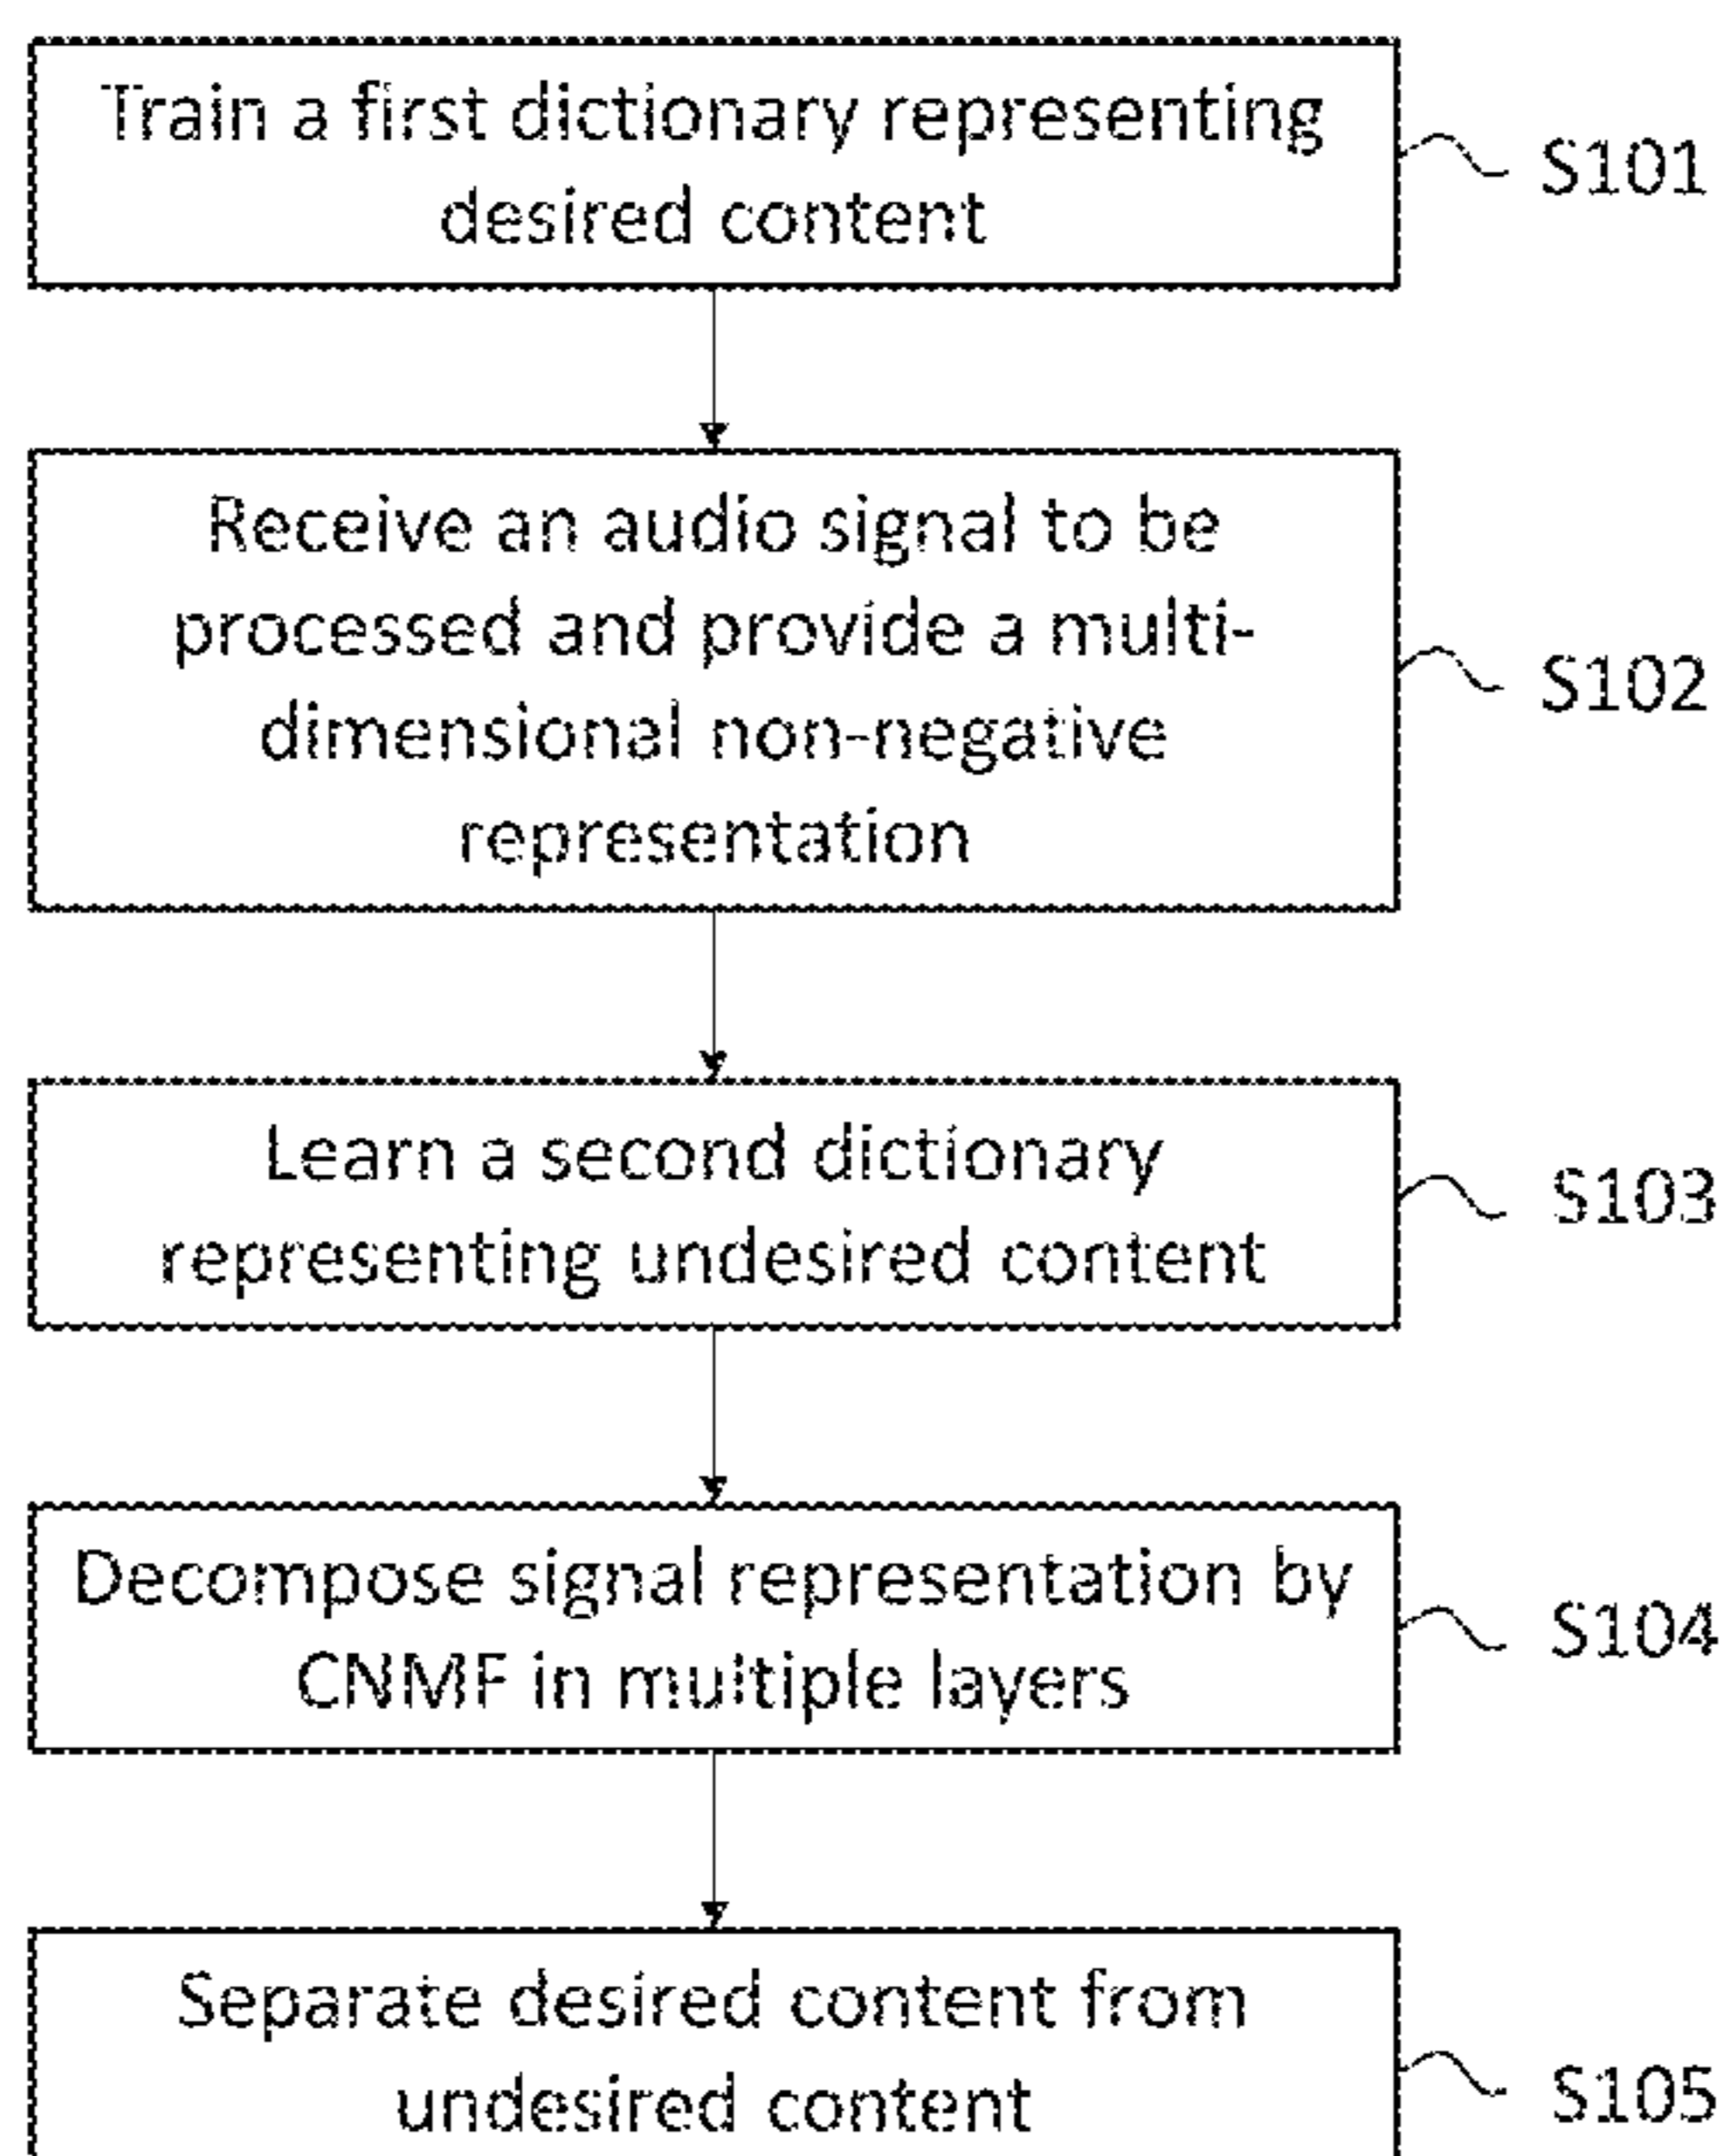 Train a first dictionary representing
desired content
S101
Receive an audio signal to be
processed and provide a multi-
dimensional non-negative
representation
S102
Learn a second dictionary
representing undesired content
S103
Decompose signal representation by
CNMF in multiple layers
S104
Separate desired content from
undesired content
S105